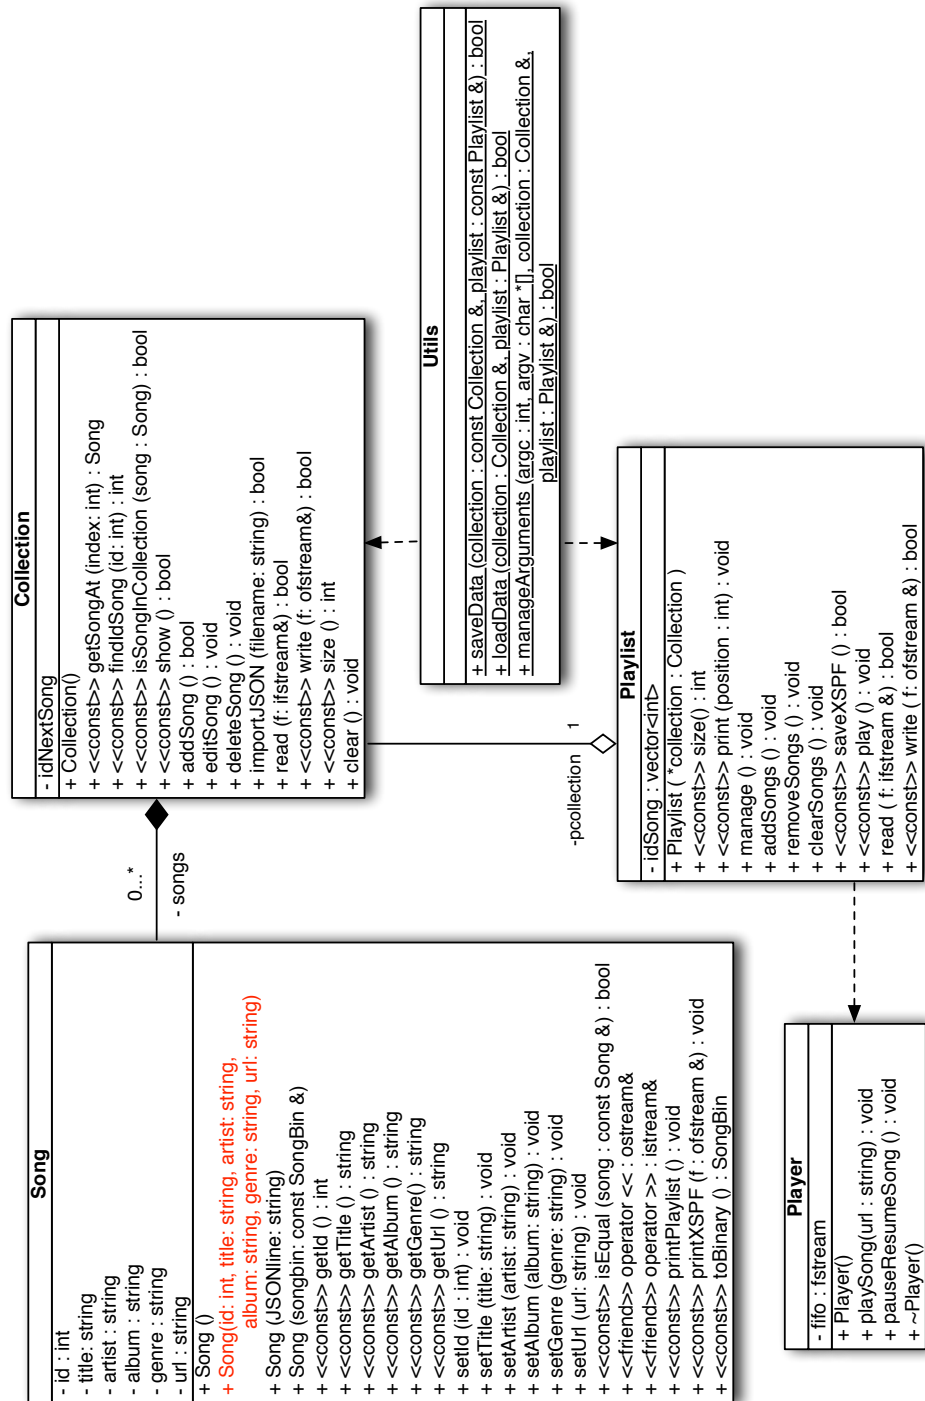 Song
- id : int
- title: string
- artist : string
- album : string
- genre : string
- url : string
+ Song ()
+ Song(id: int, title: string, artist: string,
album: string, genre: string, url: string)
+ Song (JSONline: string)
+ Song (songbin: const SongBin &)
+ <<const>> getId () : int
+ <<const>> getTitle () : string
+ <<const>> getArtist () : string
+ <<const>> getAlbum () : string
+ <<const>> getGenre() : string
+ <<const>> getUrl () : string
+ setId (id : int) : void
+ setTitle (title: string) : void
+ setArtist (artist: string) : void
+ setAlbum (album: string) : void
+ setGenre (genre: string) : void
+ setUrl (url: string) : void
+ <<const>> isEqual (song : const Song &) : bool
+ <<friend>> operator << : ostream&
+ <<friend>> operator >> : istream&
+ <<const>> printPlaylist () : void
+ <<const>> printXSPF (f : ofstream &) : void
+ <<const>> toBinary () : SongBin
0...*
- songs
Collection
- idNextSong
+ Collection()
+ <<const>> getSongAt (index: int) : Song
+ <<const>> findIdSong (id: int) : int
+ <<const>> isSongInCollection (song : Song) : bool
+ <<const>> show () : bool
+ addSong () : bool
+ editSong () : void
+ deleteSong () : void
+ importJSON (filename: string) : bool
+ read (f: ifstream&) : bool
+ <<const>> write (f: ofstream&) : bool
+ <<const>> size () : int
+ clear () : void
Utils
+ saveData (collection : const Collection &, playlist : const Playlist &) : bool
+ loadData (collection : Collection &, playlist : Playlist &) : bool
+ manageArguments (argc : int, argv : char *[], collection : Collection &,
playlist : Playlist &) : bool
-pcollection
1
Playlist
- idSong : vector<int>
+ Playlist ( *collection : Collection )
+ <<const>> size() : int
+ <<const>> print (position : int) : void
+ manage () : void
+ addSongs () : void
+ removeSongs () : void
+ clearSongs () : void
+ <<const>> saveXSPF () : bool
+ <<const>> play () : void
+ read ( f: ifstream &) : bool
+ <<const>> write ( f: ofstream &) : bool
Player
- fifo : fstream
+ Player()
+ playSong(url : string) : void
+ pauseResumeSong () : void
+ ~Player()